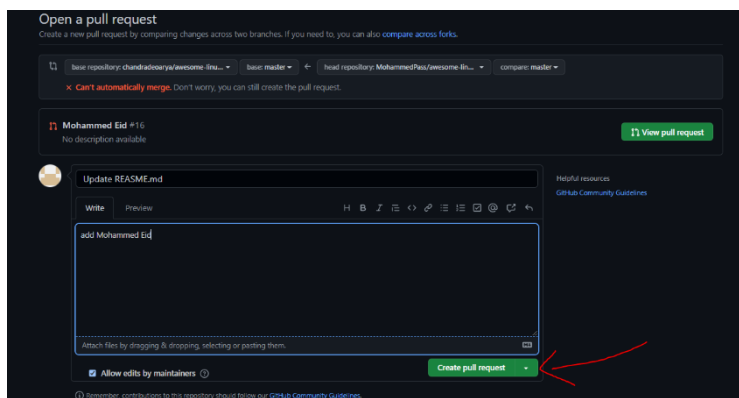 Open a pull request
Create a new pull request by comparing changes across two branches. If you need to, you can also compare across forks.
base repository: chandradeoarya/awesome-linu... base: master ← head repository: MohammedPass/awesome-lin... compare: master
× Can't automatically merge. Don't worry, you can still create the pull request.
Mohammed Eid #16
No description available
View pull request
Update REASME.md
Helpful resources
GitHub Community Guidelines
Write Preview
add Mohammed Eid
Attach files by dragging & dropping, selecting or pasting them.
Allow edits by maintainers
Create pull request
Remember, contributions to this repository should follow our GitHub Community Guidelines.